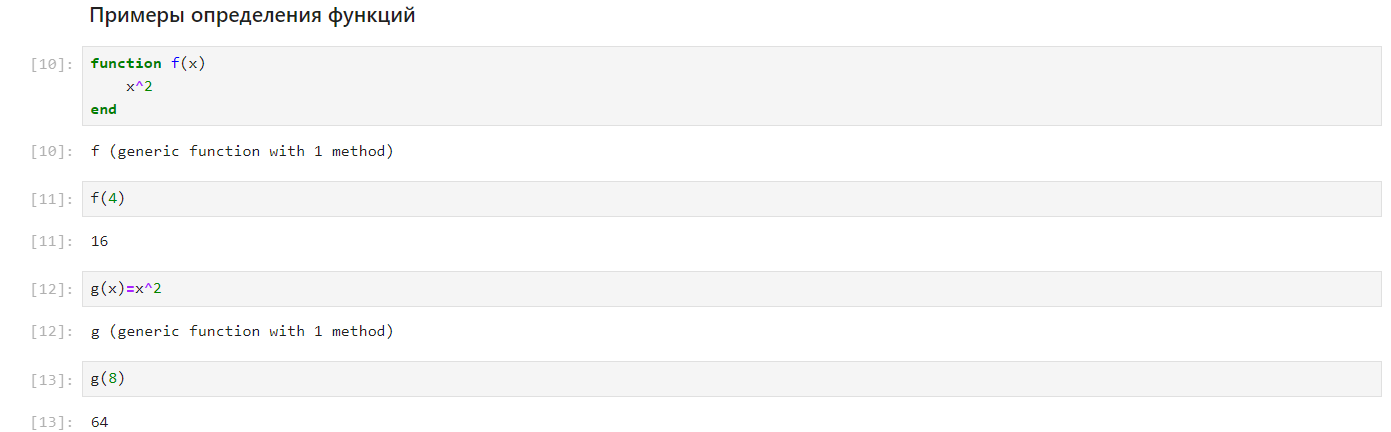 Примеры определения функций
[10]: function f(x)
    x^2
end
[10]: f (generic function with 1 method)
[11]: f(4)
[11]: 16
[12]: g(x)=x^2
[12]: g (generic function with 1 method)
[13]: g(8)
[13]: 64